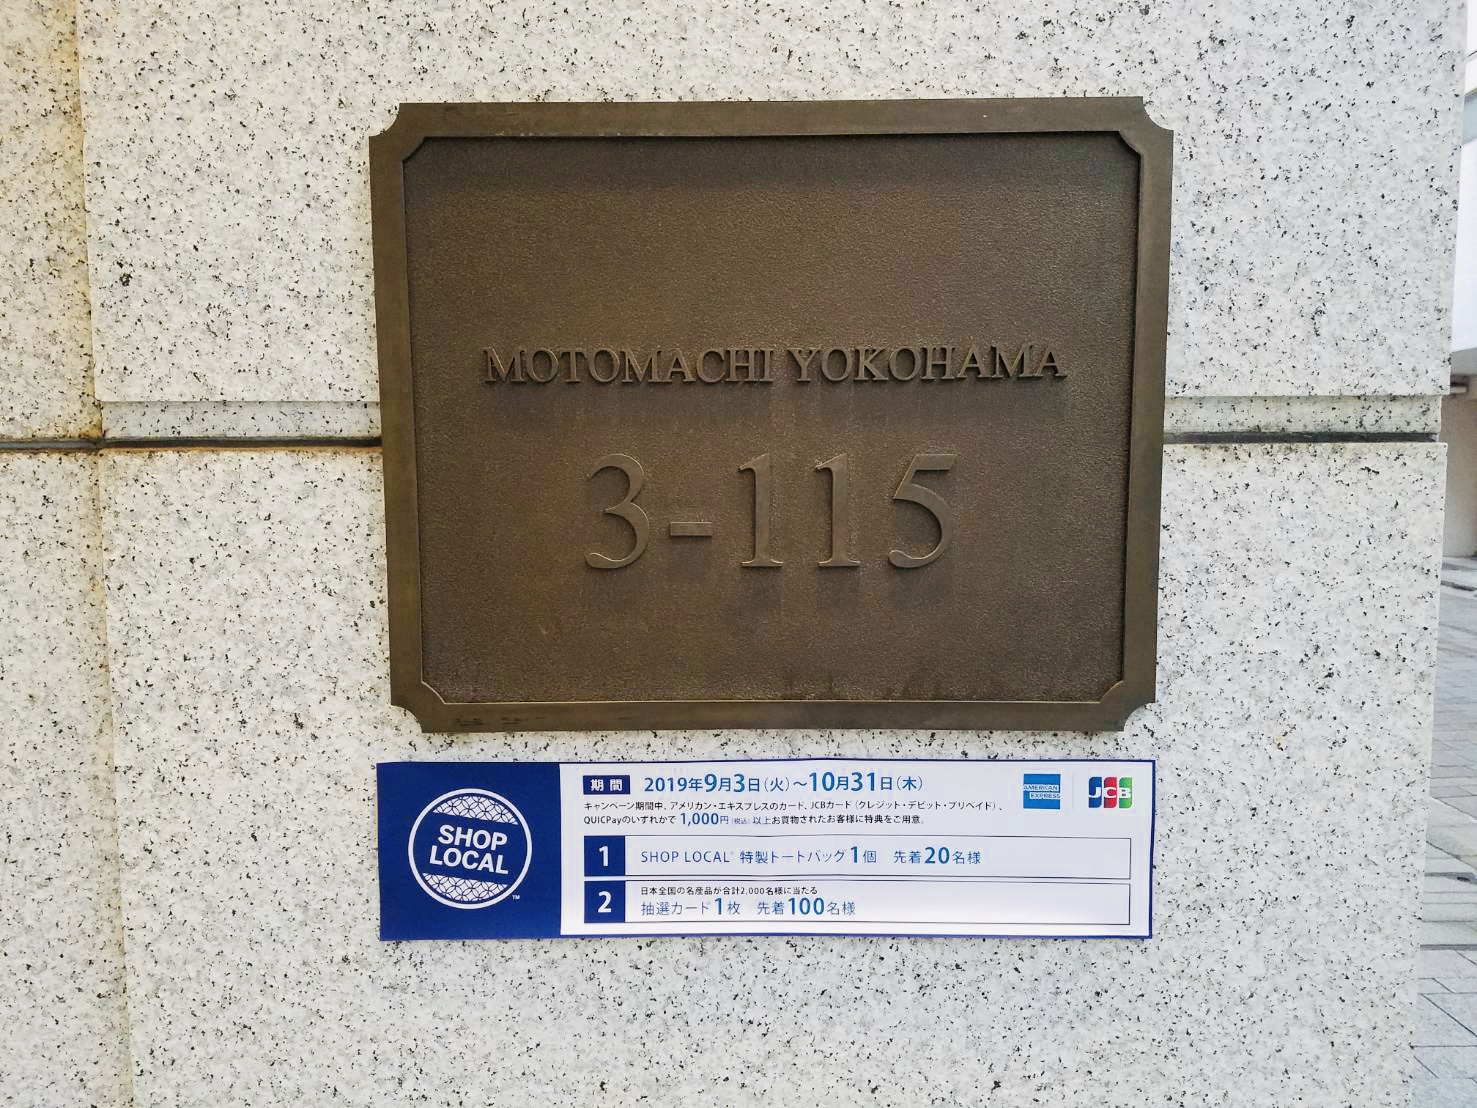 MOTOMACHI YOKOHAMA
3-115
SHOP
LOCAL
™
期間 2019年9月3日(火)～10月31日(木)
AMERICAN
EXPRESS
JCB
キャンペーン期間中、アメリカン・エキスプレスのカード、JCBカード(クレジット・デビット・プリペイド)、
QUICPayのいずれかで 1,000円(税込)以上お買物されたお客様に特典をご用意。
1 SHOP LOCAL® 特製トートバッグ1個 先着20名様
2 日本全国の名産品が合計2,000名様に当たる
抽選カード1枚 先着100名様